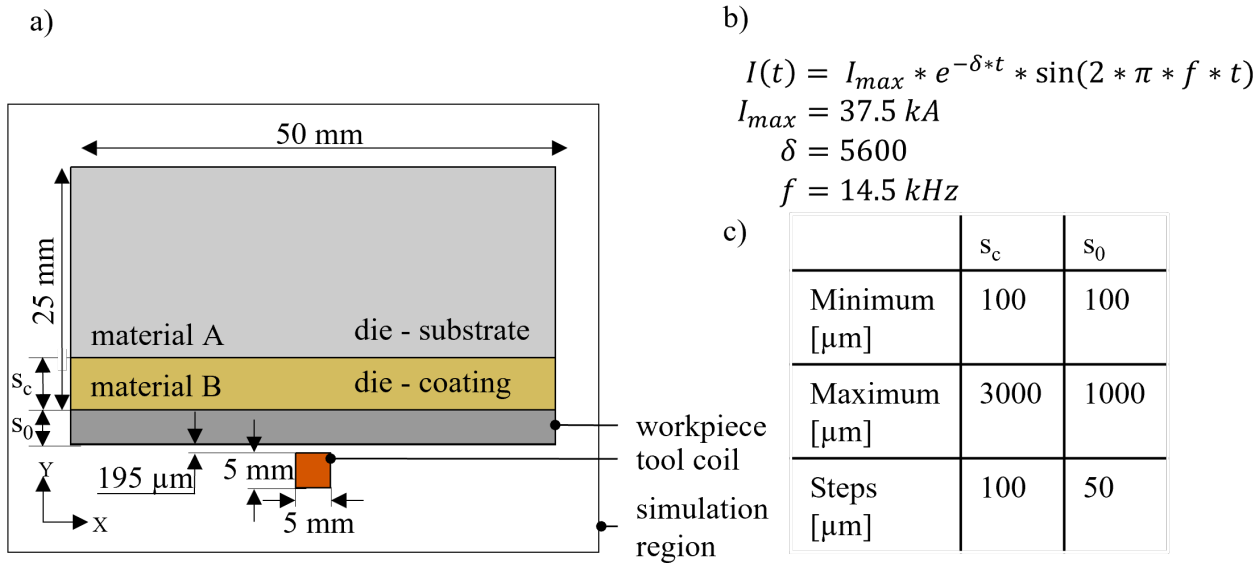 a)
50 mm
25 mm
material A
die - substrate
s_c
material B
die - coating
s_0
workpiece
tool coil
Y
195 µm
5 mm
5 mm
X
simulation
region
b)
I(t) = I_max * e^(-δ*t) * sin(2 * π * f * t)
I_max = 37.5 kA
δ = 5600
f = 14.5 kHz
c)
s_c s_0
Minimum 100 100
[µm]
Maximum 3000 1000
[µm]
Steps 100 50
[µm]